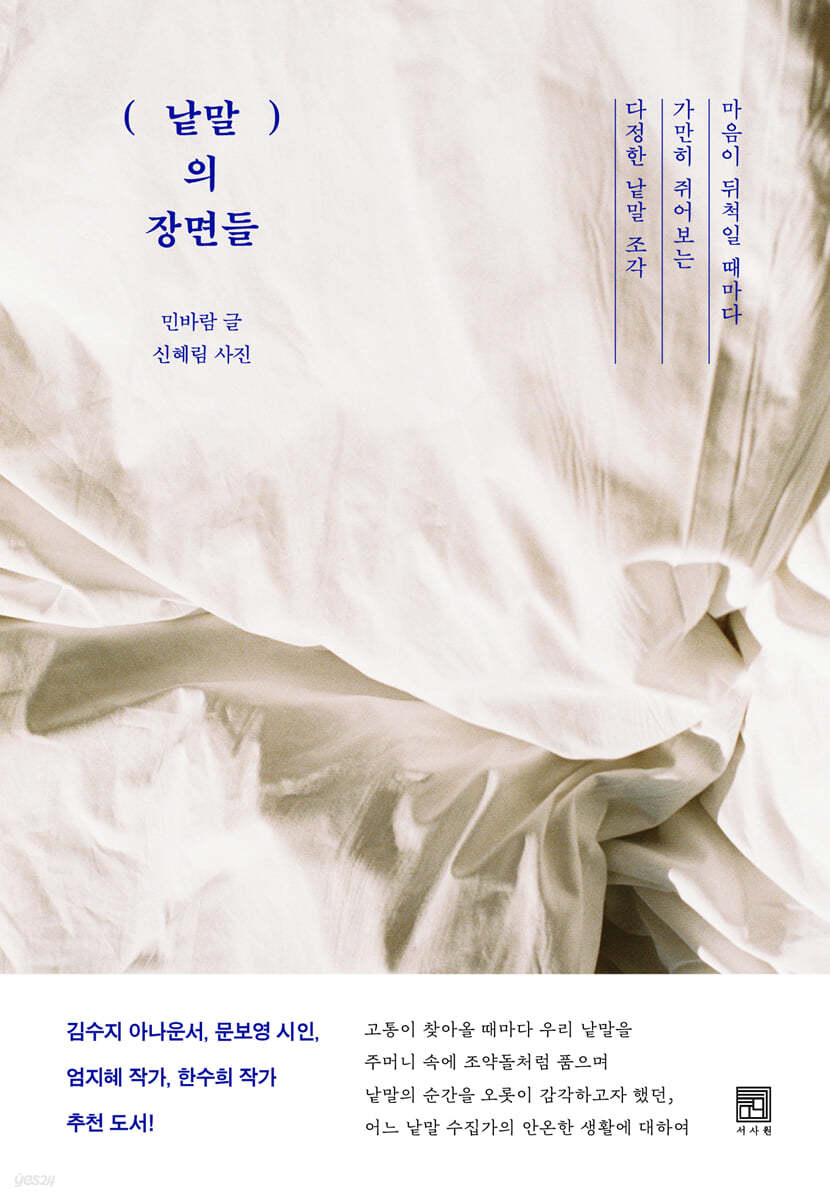 ( 낱말 )
의
장면들
민바람 글
신혜림 사진
마음이 뒤척일 때마다
가만히 쥐어보는
다정한 낱말 조각
김수지 아나운서, 문보영 시인,
엄지혜 작가, 한수희 작가
추천 도서!
고통이 찾아올 때마다 우리 낱말을
주머니 속에 조약돌처럼 품으며
낱말의 순간을 오롯이 감각하고자 했던,
어느 낱말 수집가의 안온한 생활에 대하여
서사원
yes24